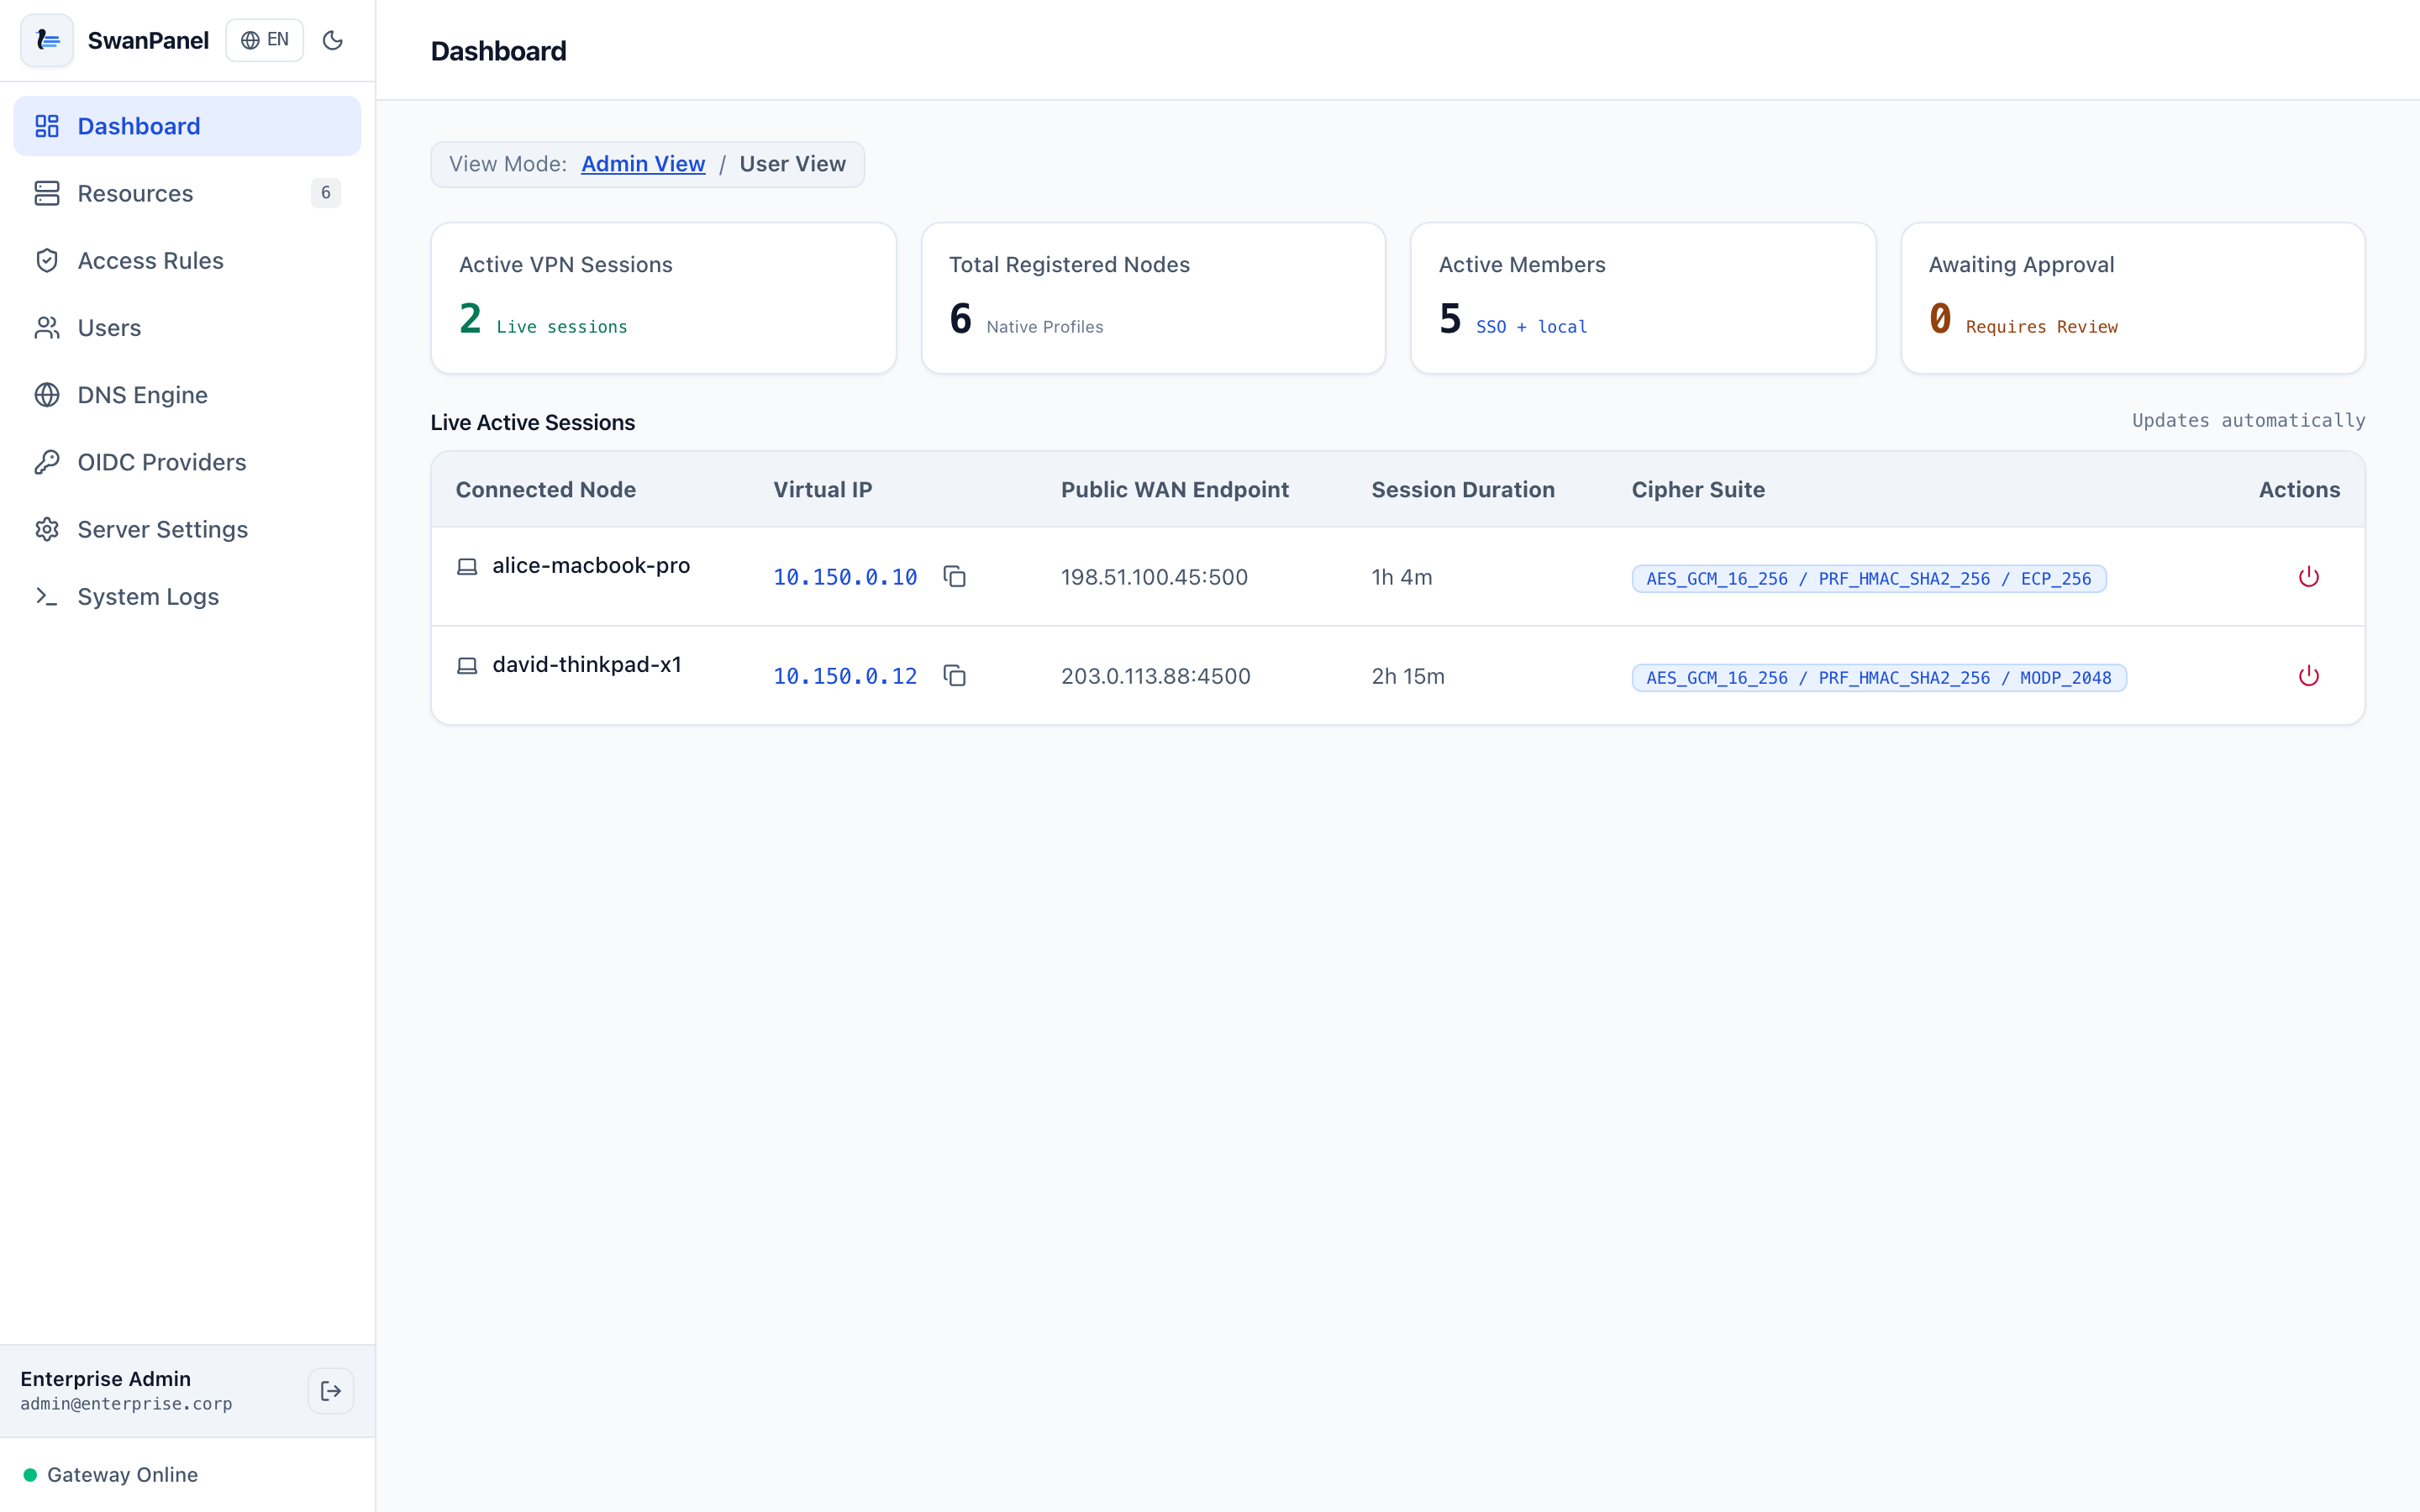 SwanPanel EN
Dashboard
Resources 6
Access Rules
Users
DNS Engine
OIDC Providers
Server Settings
System Logs
Enterprise Admin
admin@enterprise.corp
Gateway Online
Dashboard
View Mode: Admin View / User View
Active VPN Sessions
2 Live sessions
Total Registered Nodes
6 Native Profiles
Active Members
5 SSO + local
Awaiting Approval
0 Requires Review
Live Active Sessions Updates automatically
Connected Node Virtual IP Public WAN Endpoint Session Duration Cipher Suite Actions
alice-macbook-pro 10.150.0.10 198.51.100.45:500 1h 4m AES_GCM_16_256 / PRF_HMAC_SHA2_256 / ECP_256
david-thinkpad-x1 10.150.0.12 203.0.113.88:4500 2h 15m AES_GCM_16_256 / PRF_HMAC_SHA2_256 / MODP_2048